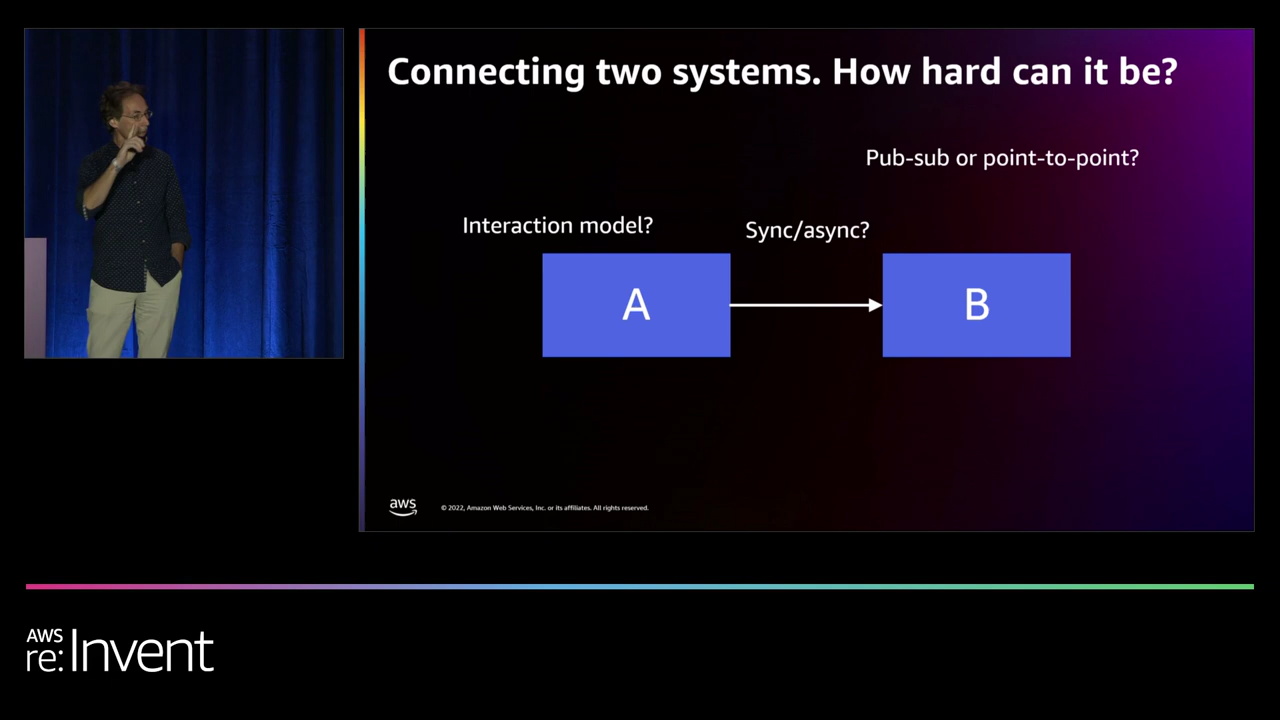 Connecting two systems. How hard can it be?
Pub-sub or point-to-point?
Interaction model?
Sync/async?
A
B
aws
© 2022, Amazon Web Services, Inc. or its affiliates. All rights reserved.
AWS
re:Invent